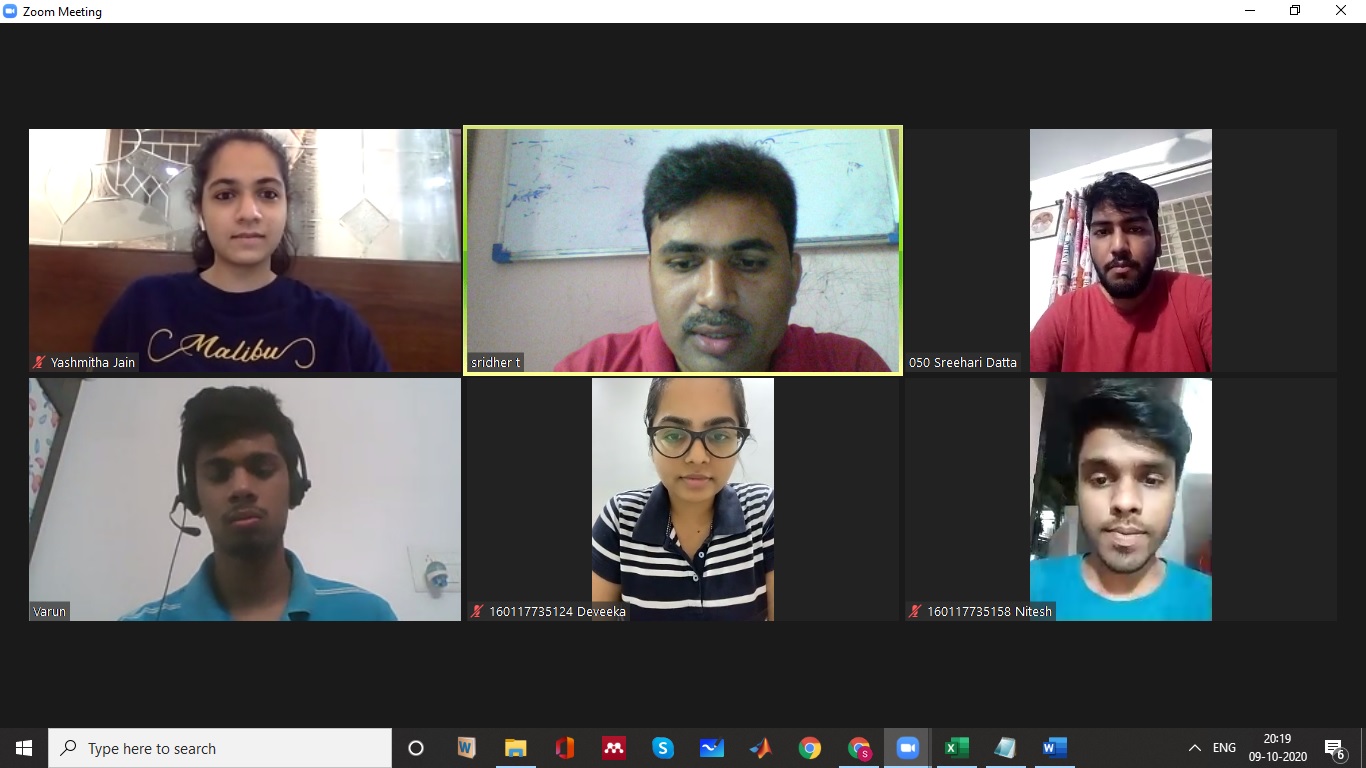 Zoom Meeting
Malibu
Yashmitha Jain
sridher t
050 Sreehari Datta
Varun
160117735124 Deveeka
160117735158 Nitesh
Type here to search
W
S
S
W
ENG
20:19
09-10-2020
6